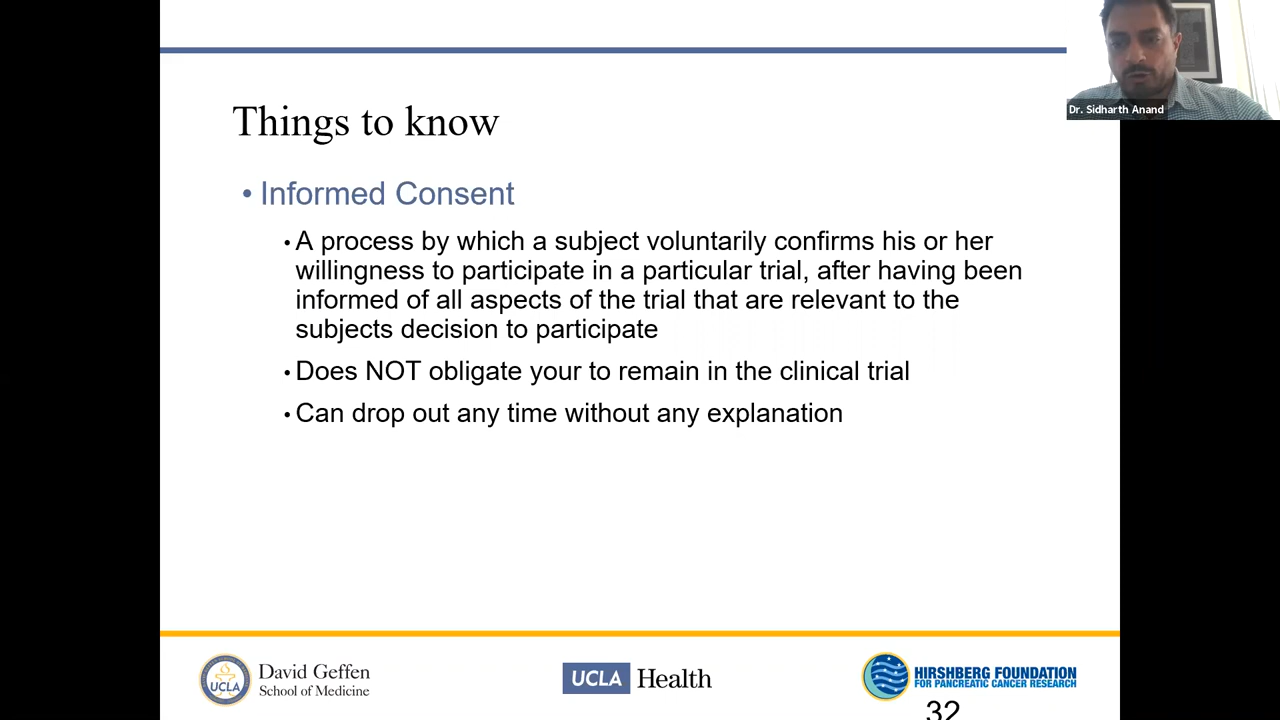 Dr. Sidharth Anand
Things to know
• Informed Consent
• A process by which a subject voluntarily confirms his or her
willingness to participate in a particular trial, after having been
informed of all aspects of the trial that are relevant to the
subjects decision to participate
• Does NOT obligate your to remain in the clinical trial
• Can drop out any time without any explanation
UCLA
David Geffen
School of Medicine
UCLA Health
HIRSHBERG FOUNDATION
FOR PANCREATIC CANCER RESEARCH
32